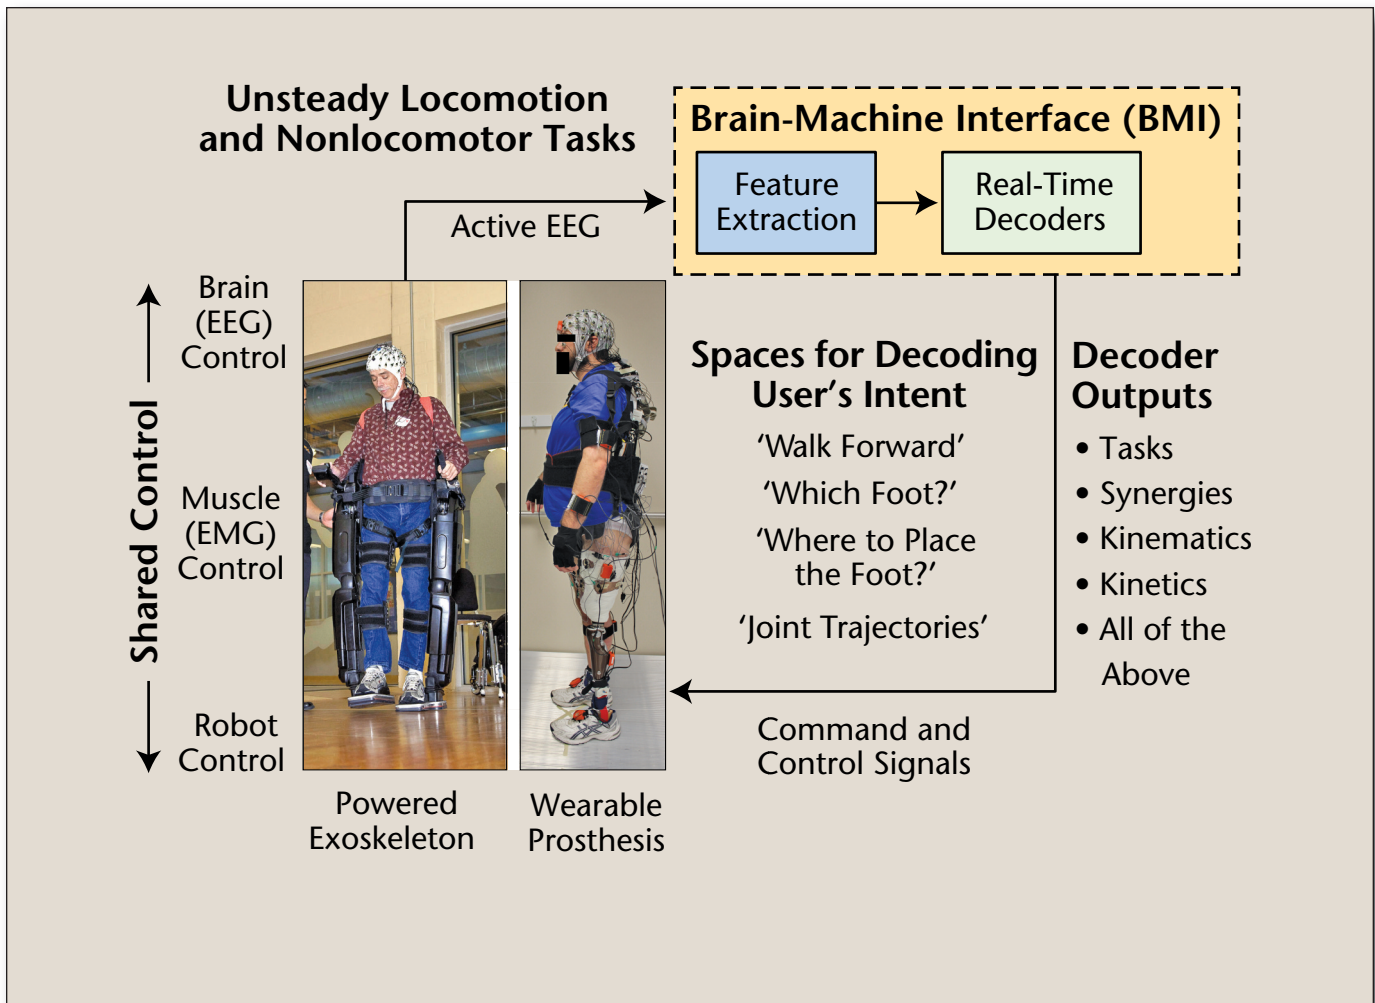 Unsteady Locomotion
and Nonlocomotor Tasks
Brain-Machine Interface (BMI)
Feature
Extraction
Real-Time
Decoders
Active EEG
Shared Control
Brain
(EEG)
Control
Muscle
(EMG)
Control
Robot
Control
Spaces for Decoding
User’s Intent
‘Walk Forward’
‘Which Foot?’
‘Where to Place
the Foot?’
‘Joint Trajectories’
Decoder
Outputs
• Tasks
• Synergies
• Kinematics
• Kinetics
• All of the
Above
Command and
Control Signals
Powered
Exoskeleton
Wearable
Prosthesis